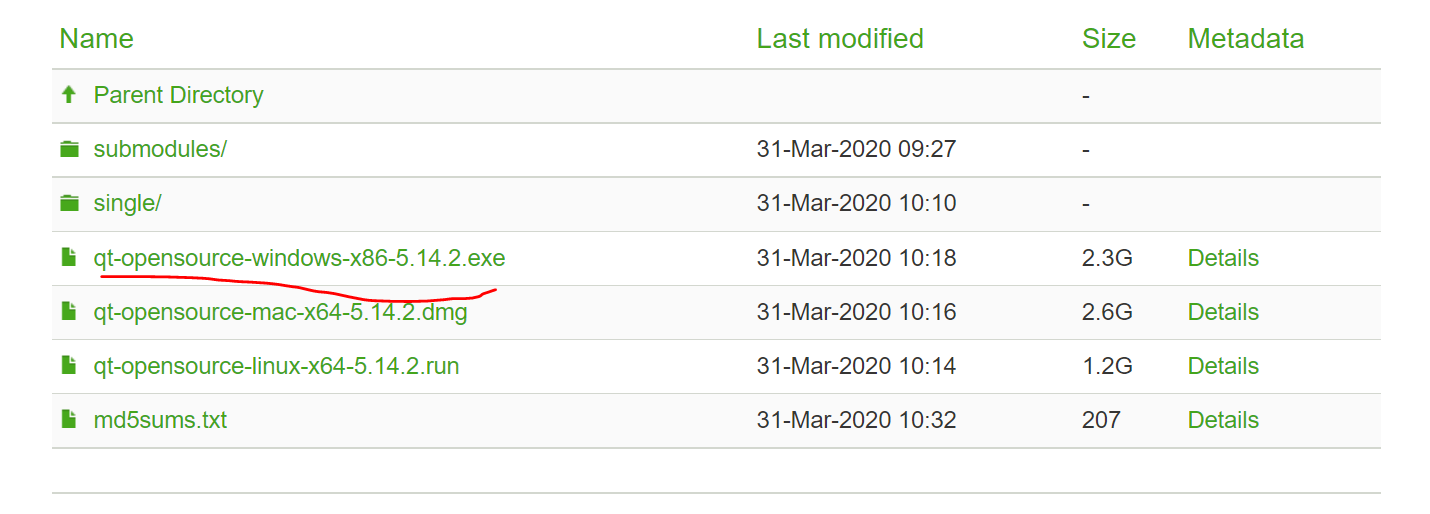 Name Last modified Size Metadata
Parent Directory -
submodules/ 31-Mar-2020 09:27 -
single/ 31-Mar-2020 10:10 -
qt-opensource-windows-x86-5.14.2.exe 31-Mar-2020 10:18 2.3G Details
qt-opensource-mac-x64-5.14.2.dmg 31-Mar-2020 10:16 2.6G Details
qt-opensource-linux-x64-5.14.2.run 31-Mar-2020 10:14 1.2G Details
md5sums.txt 31-Mar-2020 10:32 207 Details